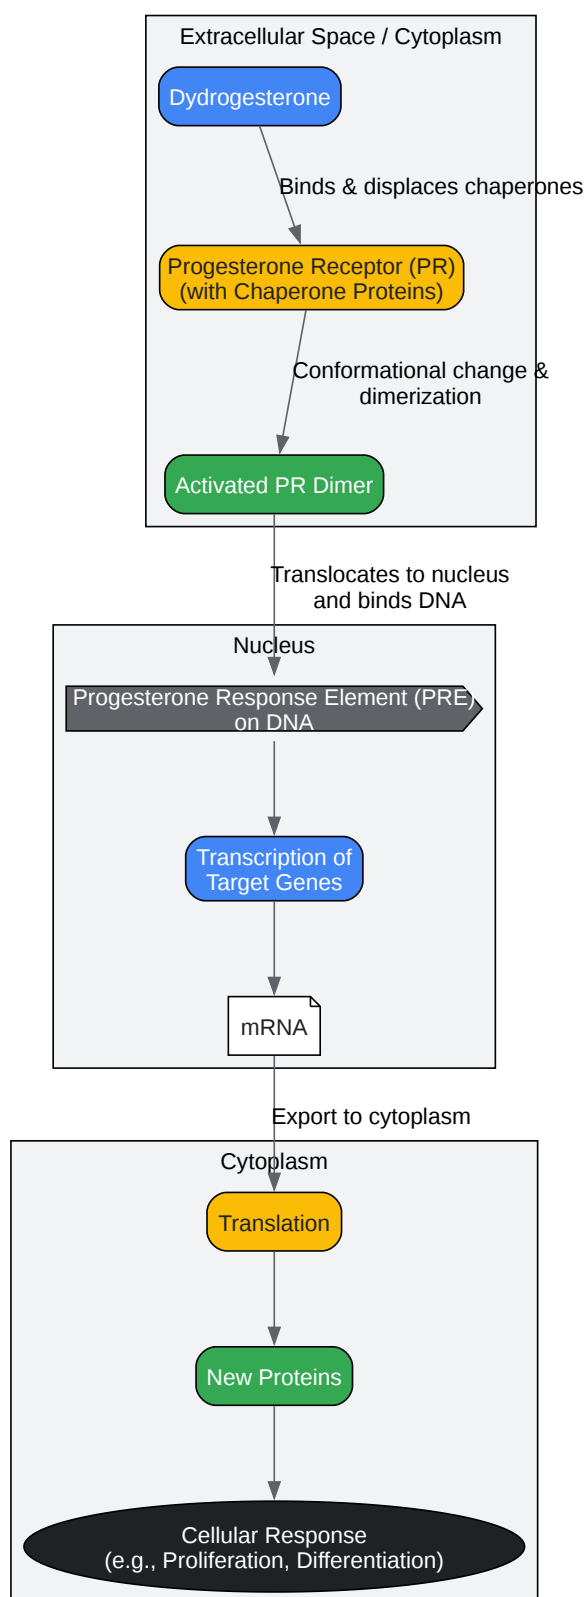 Extracellular Space / Cytoplasm
Dydrogesterone
Binds & displaces chaperones
Progesterone Receptor (PR)
(with Chaperone Proteins)
Conformational change &
dimerization
Activated PR Dimer
Translocates to nucleus
and binds DNA
Nucleus
Progesterone Response Element (PRE)
on DNA
Transcription of
Target Genes
mRNA
Export to cytoplasm
Cytoplasm
Translation
New Proteins
Cellular Response
(e.g., Proliferation, Differentiation)